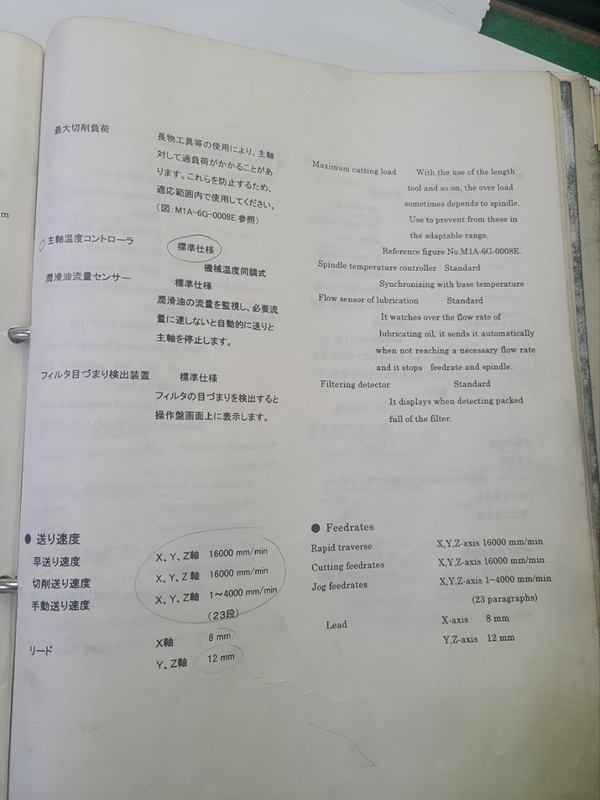 m
最大切削負荷
長物工具等の使用により、主軸
対して過負荷がかかることがあ
ります。これらを防止するため、
適応範囲内で使用してください。
(図:M1A-6G-0008E 参照)
主軸温度コントローラ 標準仕様
機械温度同調式
潤滑油流量センサー 標準仕様
潤滑油の流量を監視し、必要流
量に達しないと自動的に送りと
主軸を停止します。
フィルタ目づまり検出装置 標準仕様
フィルタの目づまりを検出すると
操作盤画面上に表示します。
● 送り速度
早送り速度 X、Y、Z軸 16000 mm/min
切削送り速度 X、Y、Z軸 16000 mm/min
手動送り速度 X、Y、Z軸 1～4000 mm/min
(23段)
リード X軸 8 mm
Y、Z軸 12 mm
Maximum cutting load With the use of the length
tool and so on, the over load
sometimes depends to spindle.
Use to prevent from these in
the adaptable range.
Reference figure No.M1A-6G-0008E.
Spindle temperature controller Standard
Synchronizing with base temperature
Flow sensor of lubrication Standard
It watches over the flow rate of
lubricating oil, it sends it automatically
when not reaching a necessary flow rate
and it stops feedrate and spindle.
Filtering detector Standard
It displays when detecting packed
full of the filter.
● Feedrates
Rapid traverse X,Y,Z-axis 16000 mm/min
Cutting feedrates X,Y,Z-axis 16000 mm/min
Jog feedrates X,Y,Z-axis 1~4000 mm/min
(23 paragraphs)
Lead X-axis 8 mm
Y,Z-axis 12 mm